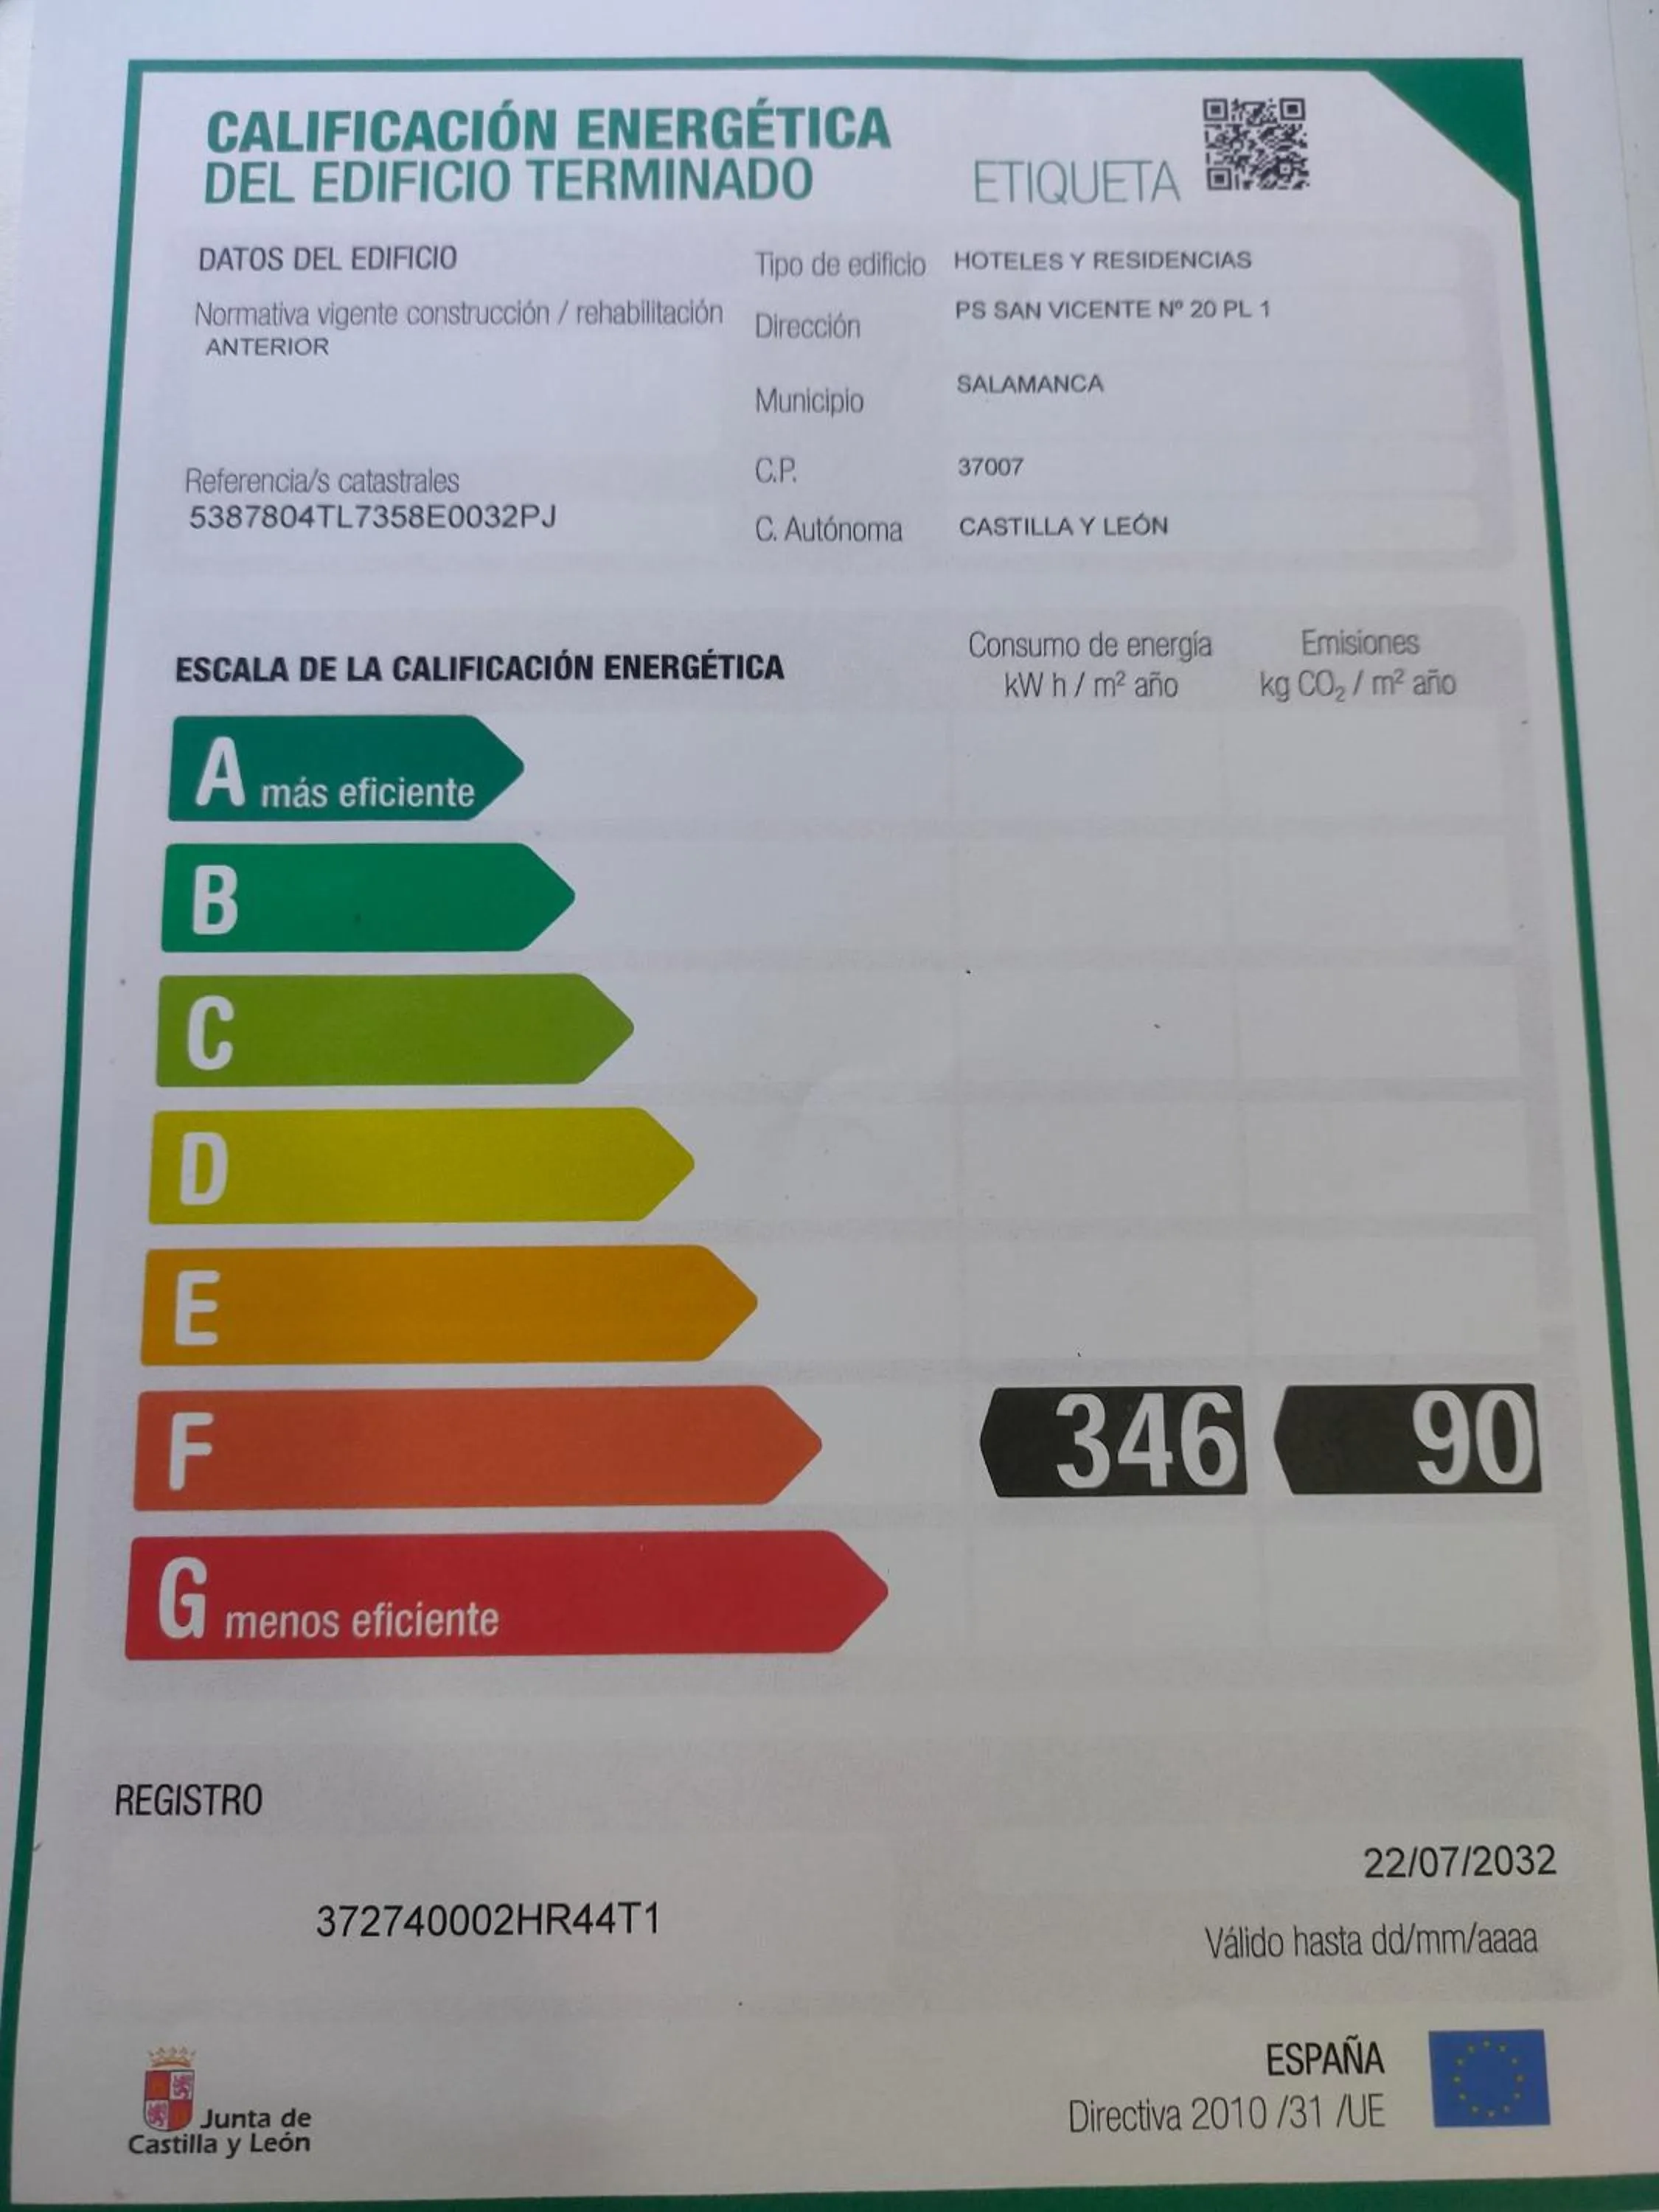 CALIFICACIÓN ENERGÉTICA
DEL EDIFICIO TERMINADO
ETIQUETA
DATOS DEL EDIFICIO
Normativa vigente construcción / rehabilitación
ANTERIOR
Referencia/s catastrales
5387804TL7358E0032PJ
Tipo de edificio HOTELES Y RESIDENCIAS
Dirección PS SAN VICENTE Nº 20 PL 1
Municipio SALAMANCA
C.P. 37007
C. Autónoma CASTILLA Y LEÓN
ESCALA DE LA CALIFICACIÓN ENERGÉTICA
Consumo de energía
kW h / m² año
Emisiones
kg CO₂ / m² año
A más eficiente
B
C
D
E
F 346 90
G menos eficiente
REGISTRO
372740002HR44T1
22/07/2032
Válido hasta dd/mm/aaaa
Junta de
Castilla y León
ESPAÑA
Directiva 2010 /31 /UE